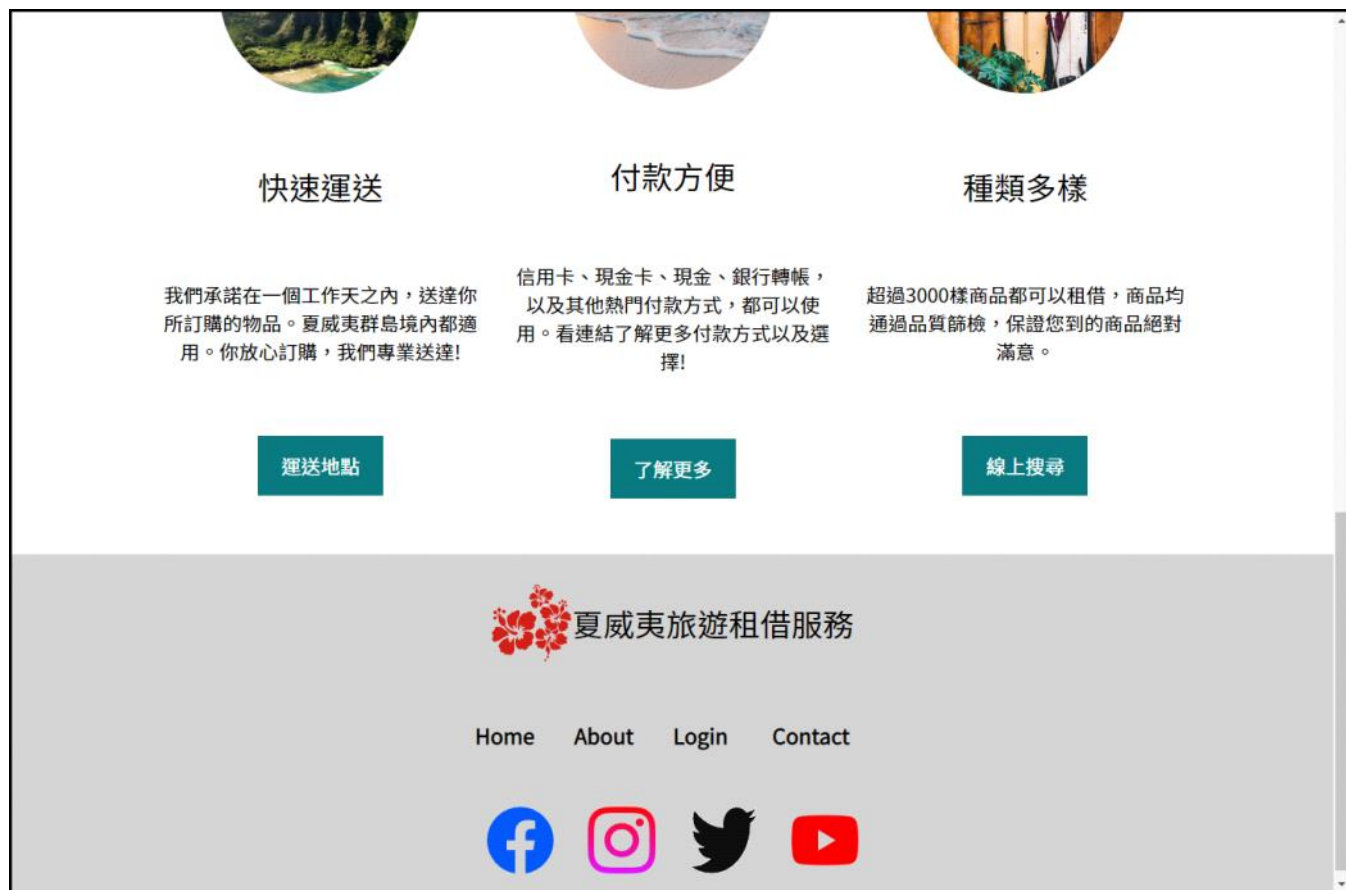 快速運送
我們承諾在一個工作天之內，送達你
所訂購的物品。夏威夷群島境內都適
用。你放心訂購，我們專業送達!
運送地點
付款方便
信用卡、現金卡、現金、銀行轉帳，
以及其他熱門付款方式，都可以使
用。看連結了解更多付款方式以及選
擇!
了解更多
種類多樣
超過3000樣商品都可以租借，商品均
通過品質篩檢，保證您到的商品絕對
滿意。
線上搜尋
夏威夷旅遊租借服務
Home About Login Contact